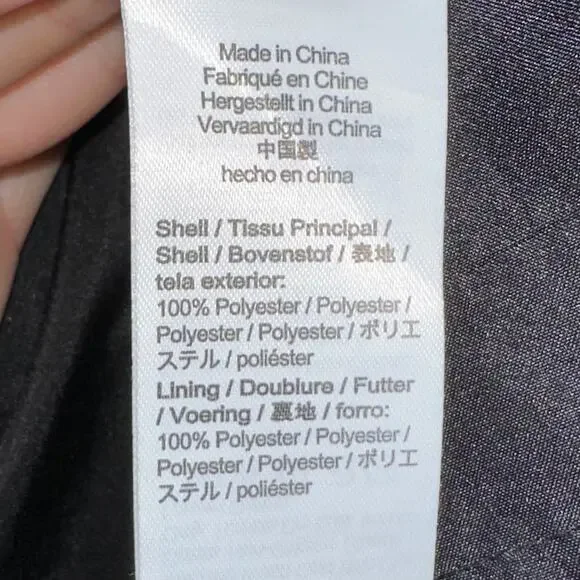 Made in China
Fabriqué en Chine
Hergestellt in China
Vervaardigd in China
中国製
hecho en china
Shell / Tissu Principal /
Shell / Bovenstof / 表地 /
tela exterior:
100% Polyester / Polyester /
Polyester / Polyester / ポリエ
ステル / poliéster
Lining / Doublure / Futter
/ Voering / 裏地 / forro:
100% Polyester / Polyester /
Polyester / Polyester / ポリエ
ステル / poliéster